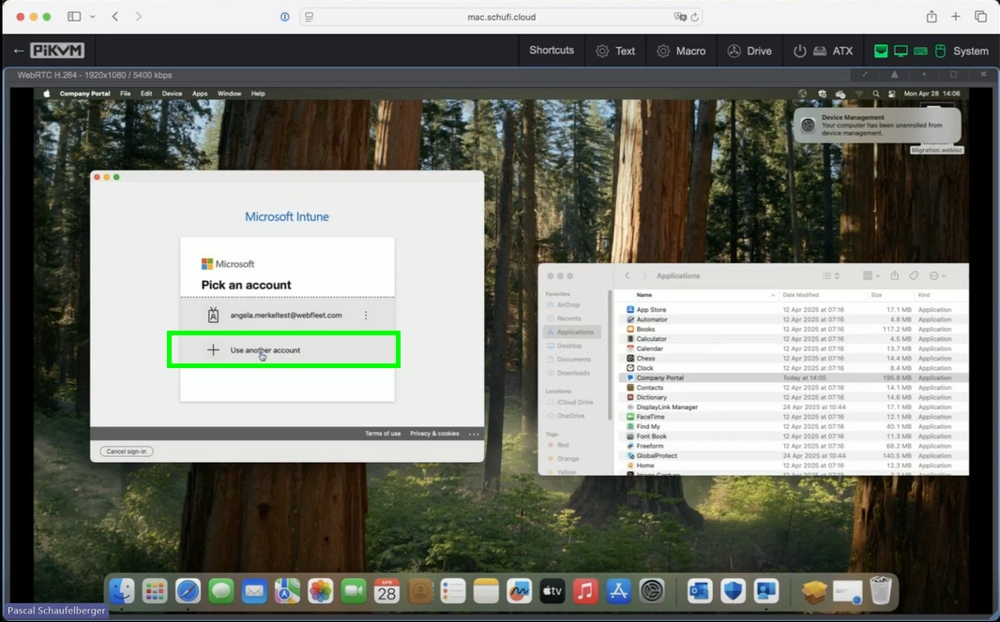 mac.schufi.cloud
PiKVM
Shortcuts
Text
Macro
Drive
ATX
System
WebRTC H.264 - 1920x1080 / 5400 kbps
Company Portal File Edit Device Apps Window Help
Mon Apr 28 14:06
Device Management
Your computer has been unenrolled from
device management.
Migration.webloc
Microsoft Intune
Microsoft
Pick an account
angela.merkeltest@webfleet.com
Use another account
Terms of use Privacy & cookies ...
Cancel sign-in
Applications
Favorites
AirDrop
Recents
Applications
Desktop
Documents
Downloads
Locations
iCloud Drive
OneDrive
Tags
Red
Orange
Yellow
Name Date Modified Size Kind
App Store 12 Apr 2025 at 07:16 17.1 MB Application
Automator 12 Apr 2025 at 07:16 4.8 MB Application
Books 12 Apr 2025 at 07:16 117.2 MB Application
Calculator 12 Apr 2025 at 07:16 4.5 MB Application
Calendar 12 Apr 2025 at 07:16 13.7 MB Application
Chess 12 Apr 2025 at 07:16 14.4 MB Application
Clock 12 Apr 2025 at 07:16 8.4 MB Application
Company Portal Today at 14:05 195.8 MB Application
Contacts 12 Apr 2025 at 07:16 14.1 MB Application
Dictionary 12 Apr 2025 at 07:16 14.6 MB Application
DisplayLink Manager 24 Apr 2025 at 10:44 17.1 MB Application
FaceTime 12 Apr 2025 at 07:16 12.1 MB Application
Find My 12 Apr 2025 at 07:16 40.1 MB Application
Font Book 12 Apr 2025 at 07:16 11.3 MB Application
Freeform 12 Apr 2025 at 07:16 68.2 MB Application
GlobalProtect 24 Apr 2025 at 10:44 140.5 MB Application
Home 12 Apr 2025 at 07:16 12.3 MB Application
APR
28
tv
Pascal Schaufelberger